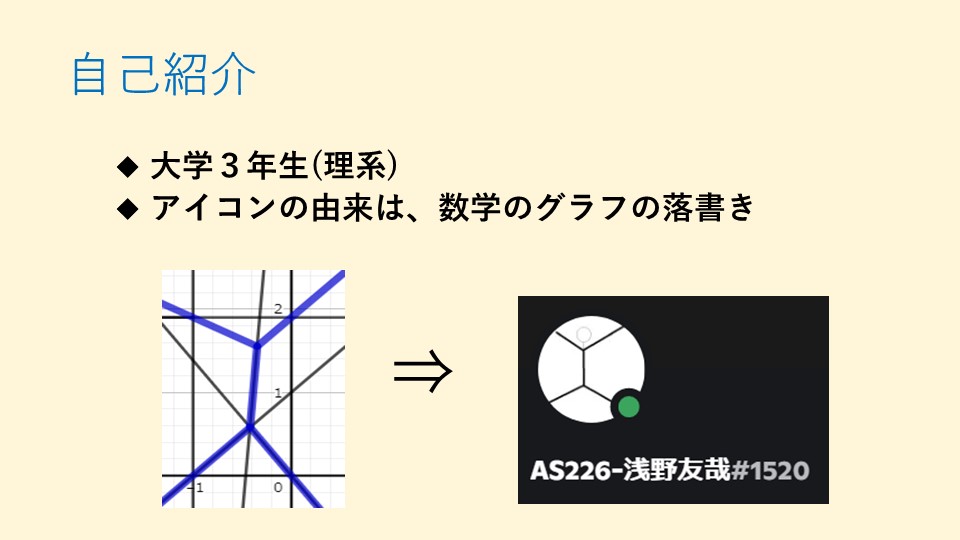 自己紹介
◆ 大学３年生(理系)
◆ アイコンの由来は、数学のグラフの落書き
2
1
-1 0
⇒
AS226-浅野友哉#1520